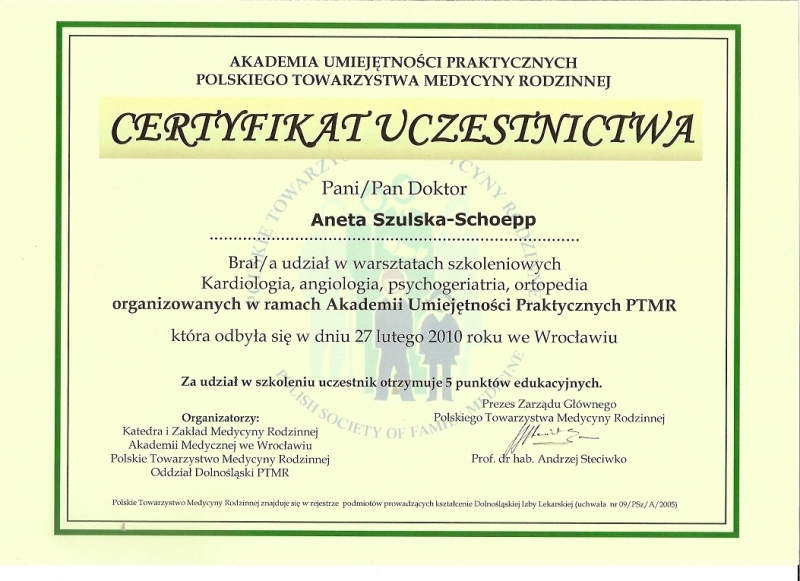 AKADEMIA UMIEJĘTNOŚCI PRAKTYCZNYCH
POLSKIEGO TOWARZYSTWA MEDYCYNY RODZINNEJ
CERTYFIKAT UCZESTNICTWA
Pani/Pan Doktor
Aneta Szulska-Schoepp
Brał/a udział w warsztatach szkoleniowych
Kardiologia, angiologia, psychogeriatria, ortopedia
organizowanych w ramach Akademii Umiejętności Praktycznych PTMR
która odbyła się w dniu 27 lutego 2010 roku we Wrocławiu
Za udział w szkoleniu uczestnik otrzymuje 5 punktów edukacyjnych.
Organizatorzy:
Katedra i Zakład Medycyny Rodzinnej
Akademii Medycznej we Wrocławiu
Polskie Towarzystwo Medycyny Rodzinnej
Oddział Dolnośląski PTMR
Prezes Zarządu Głównego
Polskiego Towarzystwa Medycyny Rodzinnej
Prof. dr hab. Andrzej Steciwko
Polskie Towarzystwo Medycyny Rodzinnej znajduje się w rejestrze podmiotów prowadzących kształcenie Dolnośląskiej Izby Lekarskiej (uchwała nr 09/PSz/A/2005)
POLSKIE TOWARZYSTWO MEDYCYNY RODZINNEJ
POLISH SOCIETY OF FAMILY MEDICINE